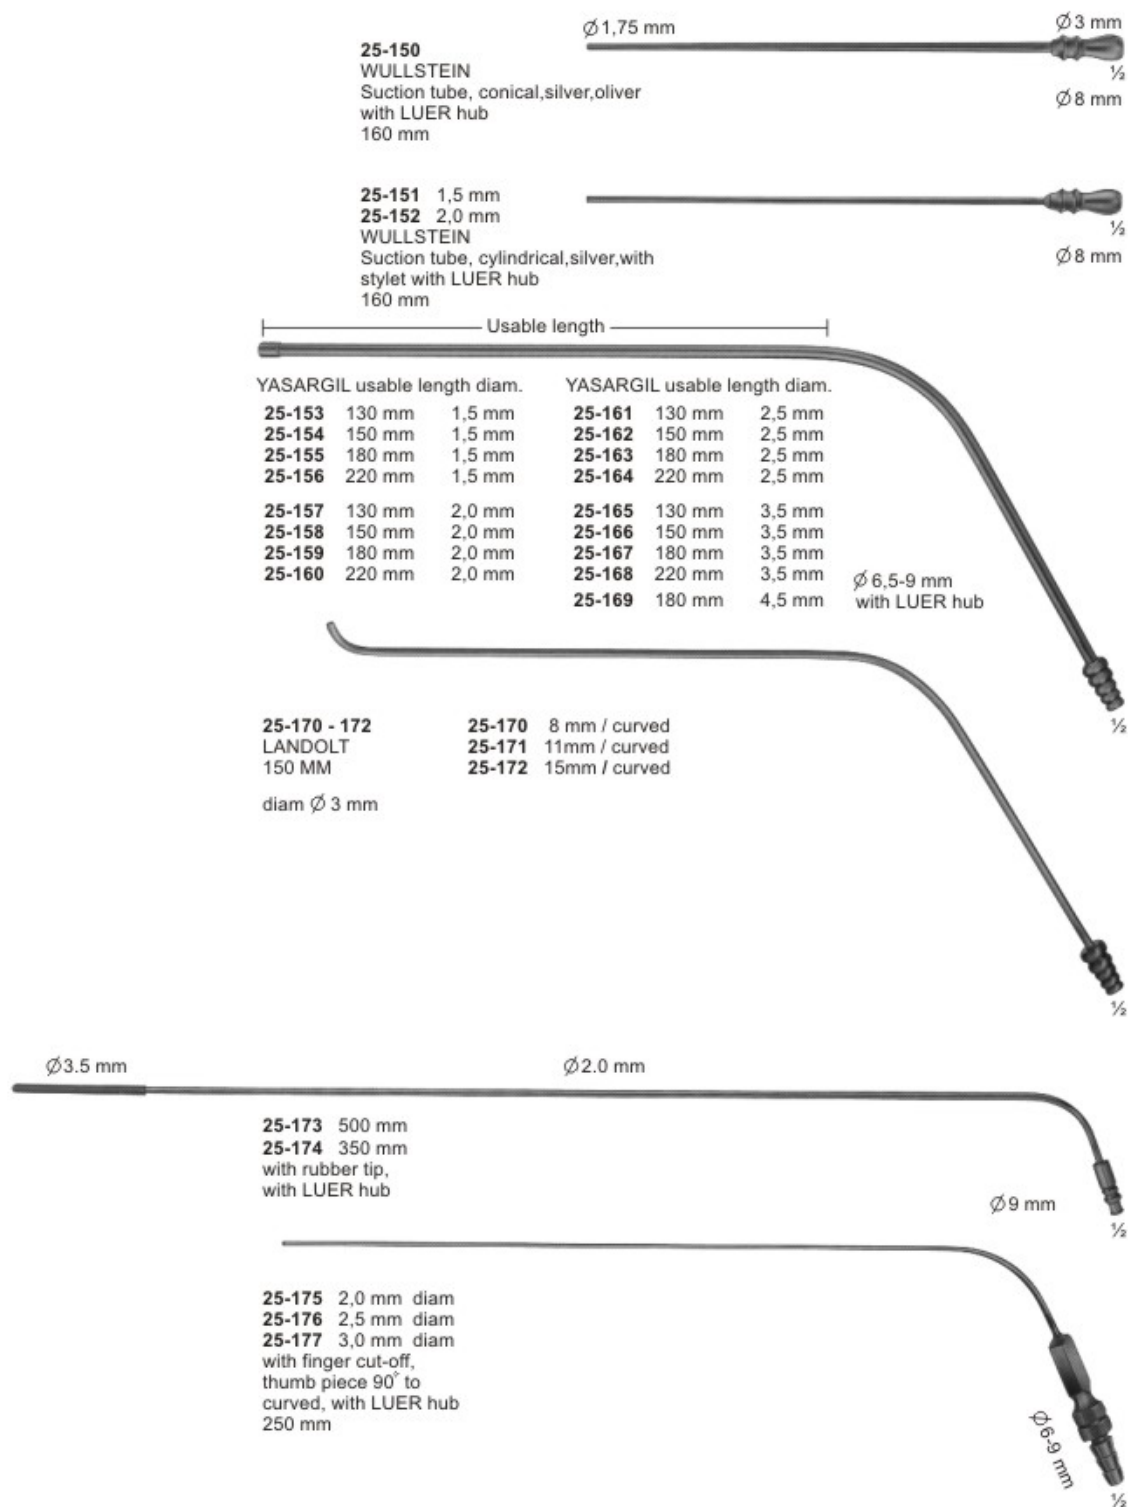 Ø1,75 mm
Ø3 mm
25-150
WULLSTEIN
Suction tube, conical,silver,oliver
with LUER hub
160 mm
½
Ø8 mm
25-151 1,5 mm
25-152 2,0 mm
WULLSTEIN
Suction tube, cylindrical,silver,with
stylet with LUER hub
160 mm
½
Ø8 mm
Usable length
YASARGIL usable length diam.
25-153 130 mm 1,5 mm
25-154 150 mm 1,5 mm
25-155 180 mm 1,5 mm
25-156 220 mm 1,5 mm
25-157 130 mm 2,0 mm
25-158 150 mm 2,0 mm
25-159 180 mm 2,0 mm
25-160 220 mm 2,0 mm
YASARGIL usable length diam.
25-161 130 mm 2,5 mm
25-162 150 mm 2,5 mm
25-163 180 mm 2,5 mm
25-164 220 mm 2,5 mm
25-165 130 mm 3,5 mm
25-166 150 mm 3,5 mm
25-167 180 mm 3,5 mm
25-168 220 mm 3,5 mm
25-169 180 mm 4,5 mm
Ø 6,5-9 mm
with LUER hub
½
25-170 - 172
LANDOLT
150 MM
diam Ø 3 mm
25-170 8 mm / curved
25-171 11mm / curved
25-172 15mm / curved
½
Ø3.5 mm
Ø2.0 mm
25-173 500 mm
25-174 350 mm
with rubber tip,
with LUER hub
Ø9 mm
½
25-175 2,0 mm diam
25-176 2,5 mm diam
25-177 3,0 mm diam
with finger cut-off,
thumb piece 90° to
curved, with LUER hub
250 mm
Ø6-9 mm
½